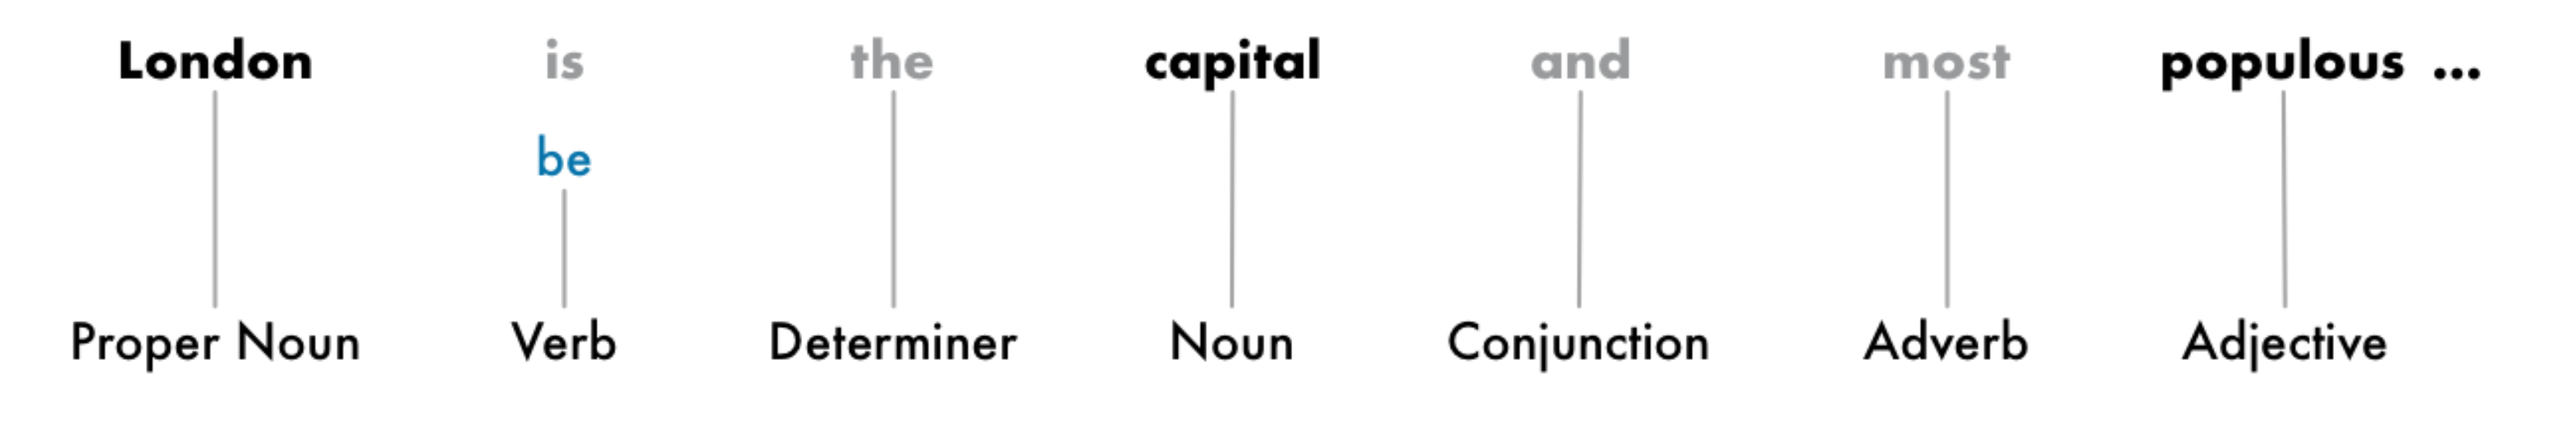 London is the capital and most populous ...
be
Proper Noun Verb Determiner Noun Conjunction Adverb Adjective